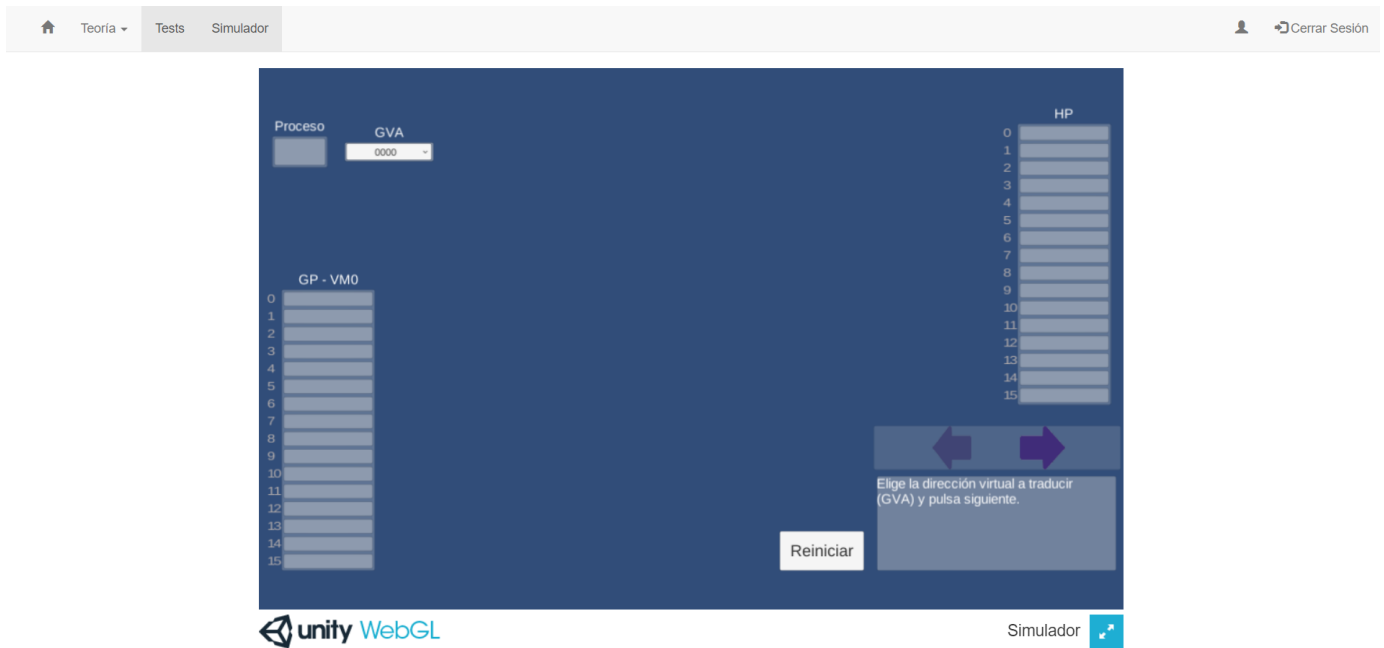 Teoría
Tests
Simulador
Cerrar Sesión
Proceso
GVA
0000
HP
0
1
2
3
4
5
6
7
8
9
10
11
12
13
14
15
GP - VM0
0
1
2
3
4
5
6
7
8
9
10
11
12
13
14
15
Elige la dirección virtual a traducir
(GVA) y pulsa siguiente.
Reiniciar
unity WebGL
Simulador